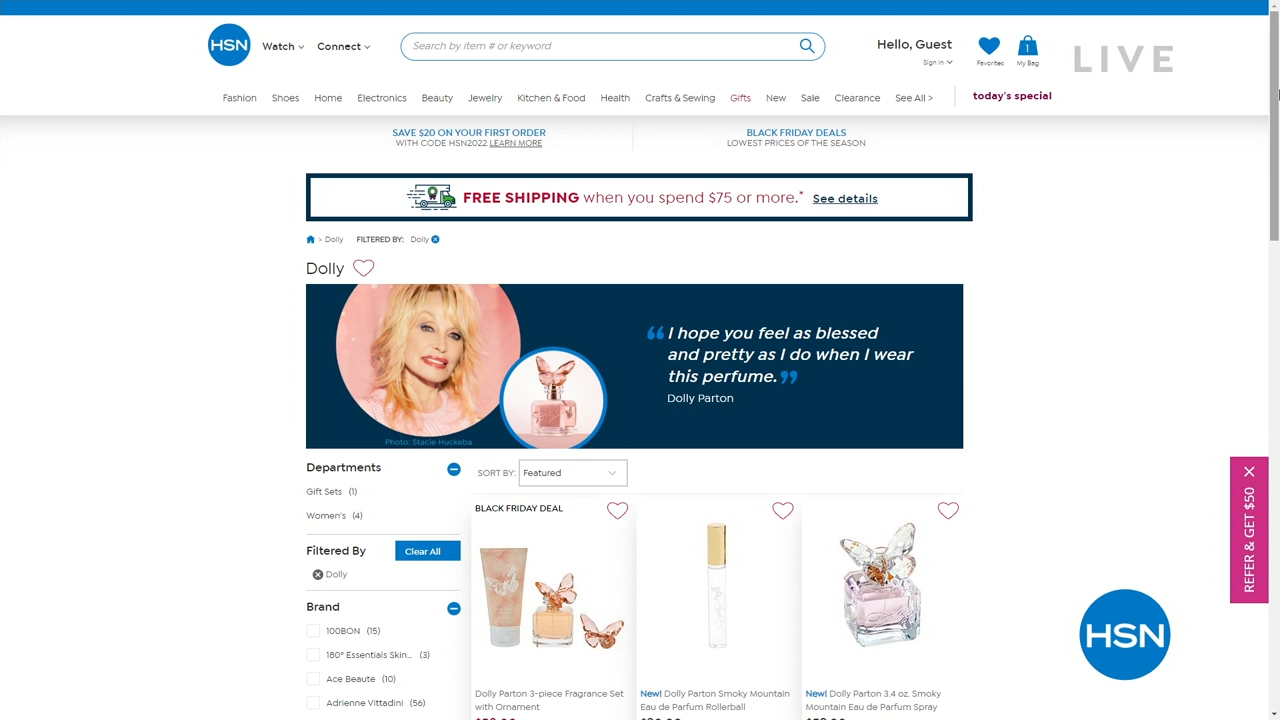 HSN
Watch
Connect
Search by item # or keyword
Hello, Guest
Sign In
Favorites
1
My Bag
LIVE
Fashion
Shoes
Home
Electronics
Beauty
Jewelry
Kitchen & Food
Health
Crafts & Sewing
Gifts
New
Sale
Clearance
See All >
today's special
SAVE $20 ON YOUR FIRST ORDER
WITH CODE HSN2022 LEARN MORE
BLACK FRIDAY DEALS
LOWEST PRICES OF THE SEASON
FREE SHIPPING when you spend $75 or more.* See details
> Dolly FILTERED BY: Dolly
Dolly
“ I hope you feel as blessed
and pretty as I do when I wear
this perfume. ”
Dolly Parton
Photo: Stacie Huckeba
Departments
Gift Sets (1)
Women's (4)
Filtered By
Clear All
Dolly
Brand
100BON (15)
180° Essentials Skin... (3)
Ace Beaute (10)
Adrienne Vittadini (56)
SORT BY: Featured
BLACK FRIDAY DEAL
Dolly Parton 3-piece Fragrance Set
with Ornament
New! Dolly Parton Smoky Mountain
Eau de Parfum Rollerball
New! Dolly Parton 3.4 oz. Smoky
Mountain Eau de Parfum Spray
REFER & GET $50
HSN